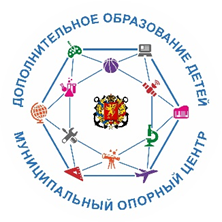 ДОПОЛНИТЕЛЬНОЕ ОБРАЗОВАНИЕ ДЕТЕЙ
МУНИЦИПАЛЬНЫЙ ОПОРНЫЙ ЦЕНТР